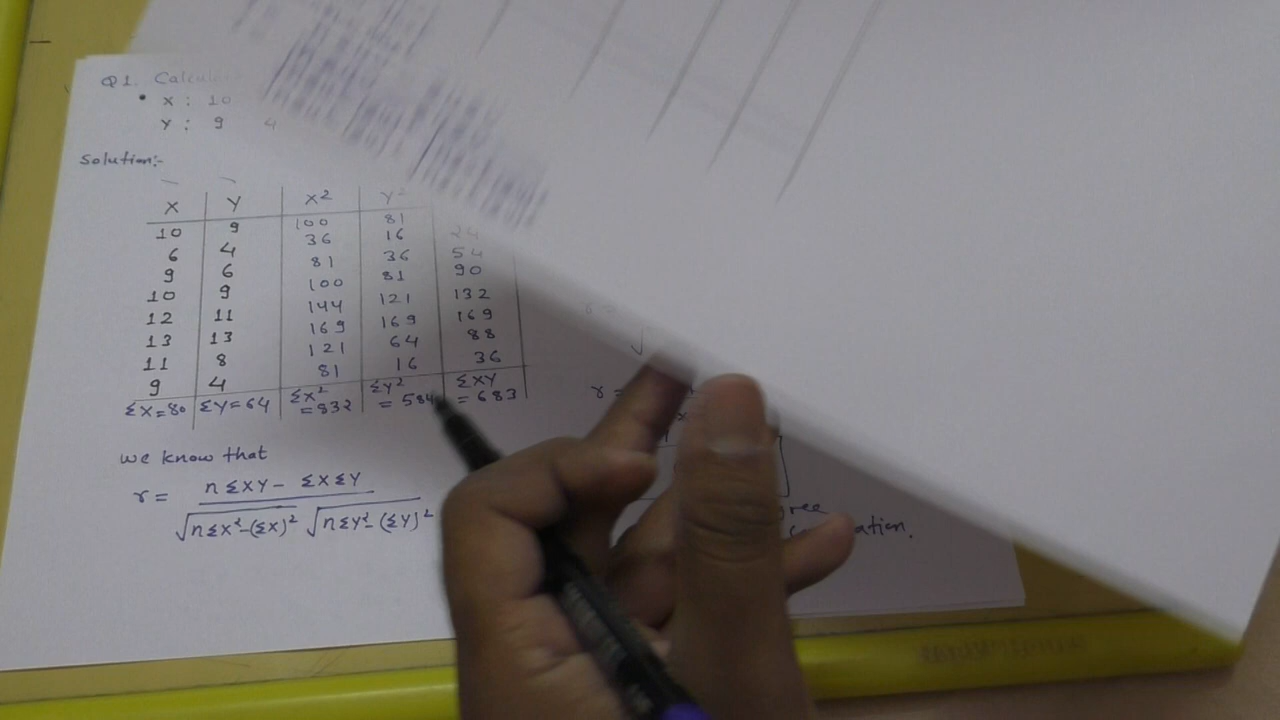 Q1. Calcula
• X : 10
Y : 9 4
Solution:-
X Y X² Y²
10 9 100 81
6 4 36 16 24
9 6 81 36 54
10 9 100 81 90
12 11 144 121 132
13 13 169 169 169
11 8 121 64 88
9 4 81 16 36
ΣX=80 ΣY=64 ΣX²=832 ΣY²=584 ΣXY=683
we know that
r = nΣXY - ΣXΣY
√nΣX²-(ΣX)² √nΣY²-(ΣY)²
r =
gree
ation.